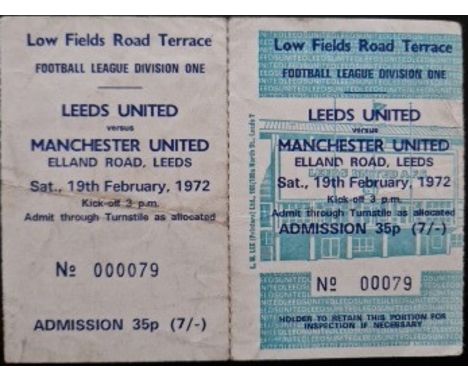 Low Fields Road Terrace
FOOTBALL LEAGUE DIVISION ONE
LEEDS UNITED
versus
MANCHESTER UNITED
ELLAND ROAD, LEEDS
Sat., 19th February, 1972
Kick-off 3 p.m.
Admit through Turnstile as allocated
Nº 000079
ADMISSION 35p (7/-)
Low Fields Road Terrace
FOOTBALL LEAGUE DIVISION ONE
LEEDS UNITED
versus
MANCHESTER UNITED
ELLAND ROAD, LEEDS
LEEDS UNITED A.F.C.
Sat., 19th February, 1972
Kick-off 3 p.m.
Admit through Turnstile as allocated
ADMISSION 35p (7/-)
Nº 00079
HOLDER TO RETAIN THIS PORTION FOR
INSPECTION IF NECESSARY